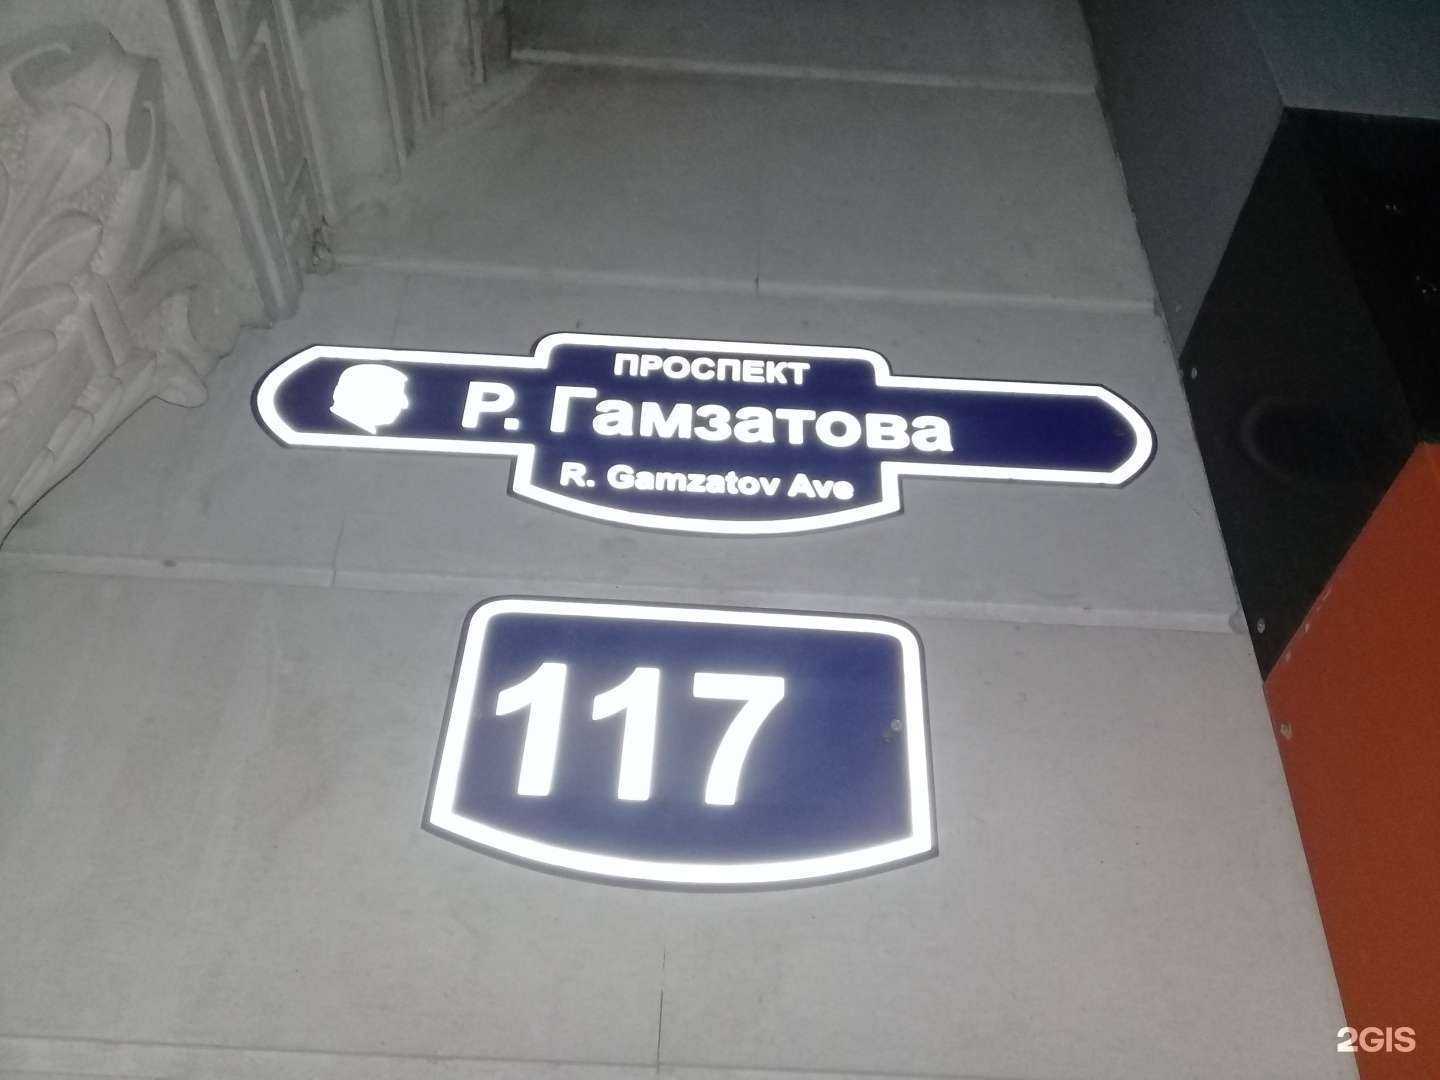 ПРОСПЕКТ
Р. Гамзатова
R. Gamzatov Ave
117
2GIS